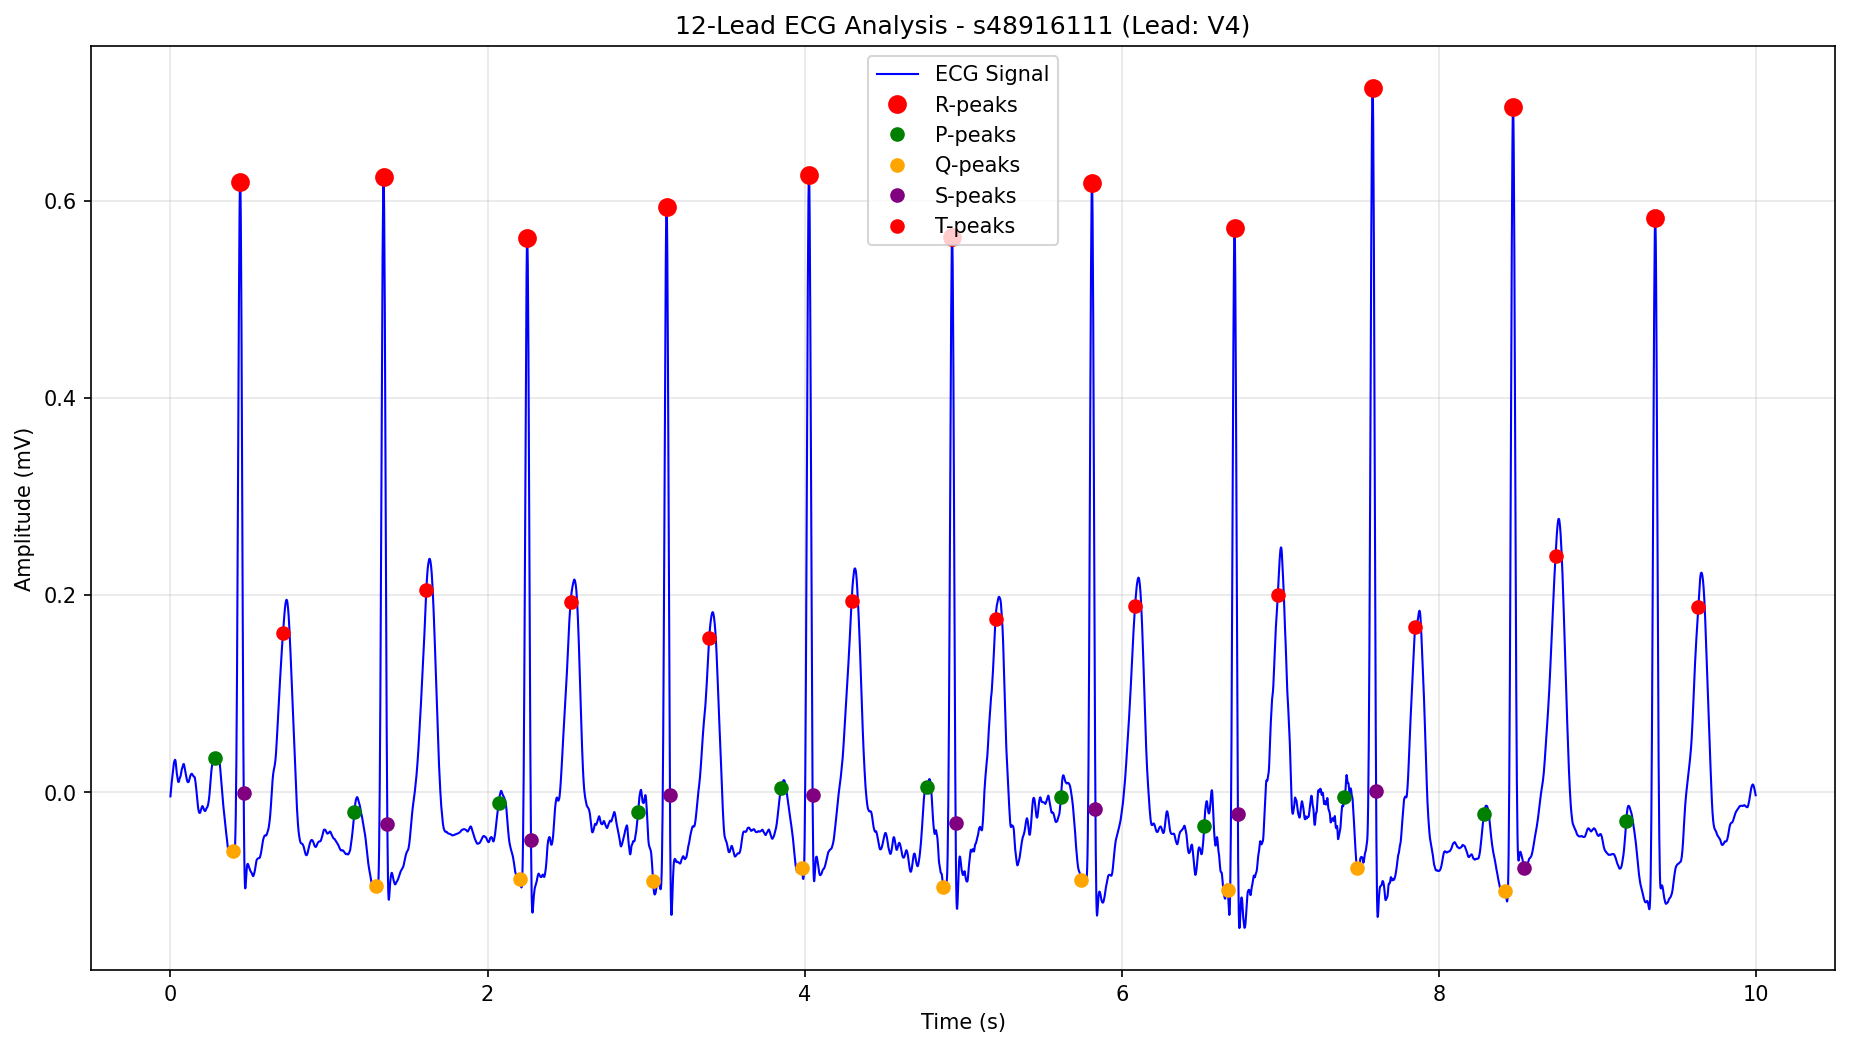 12-Lead ECG Analysis - s48916111 (Lead: V4)
ECG Signal
R-peaks
P-peaks
Q-peaks
S-peaks
T-peaks
Amplitude (mV)
0.6
0.4
0.2
0.0
0
2
4
6
8
10
Time (s)